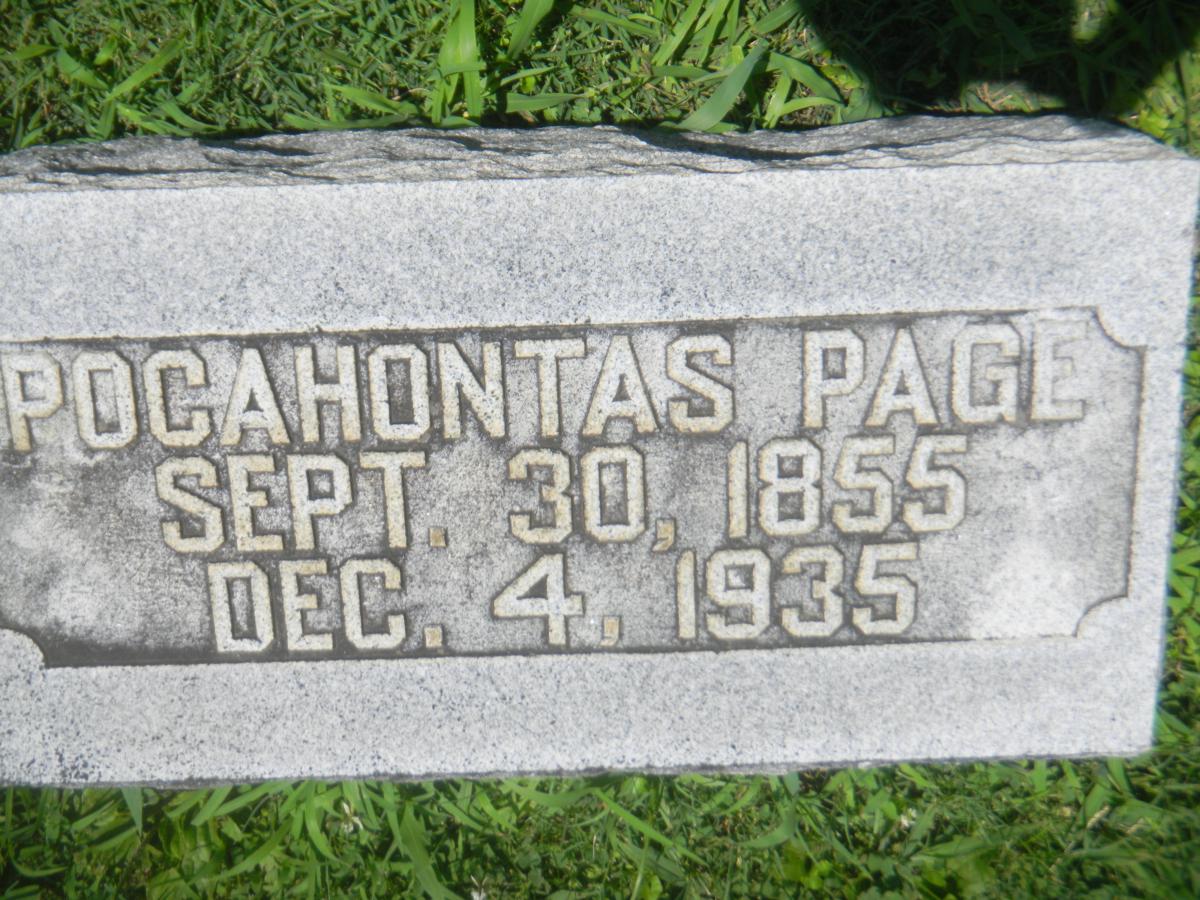 POCAHONTAS PAGE
SEPT. 30, 1855
DEC. 4, 1935